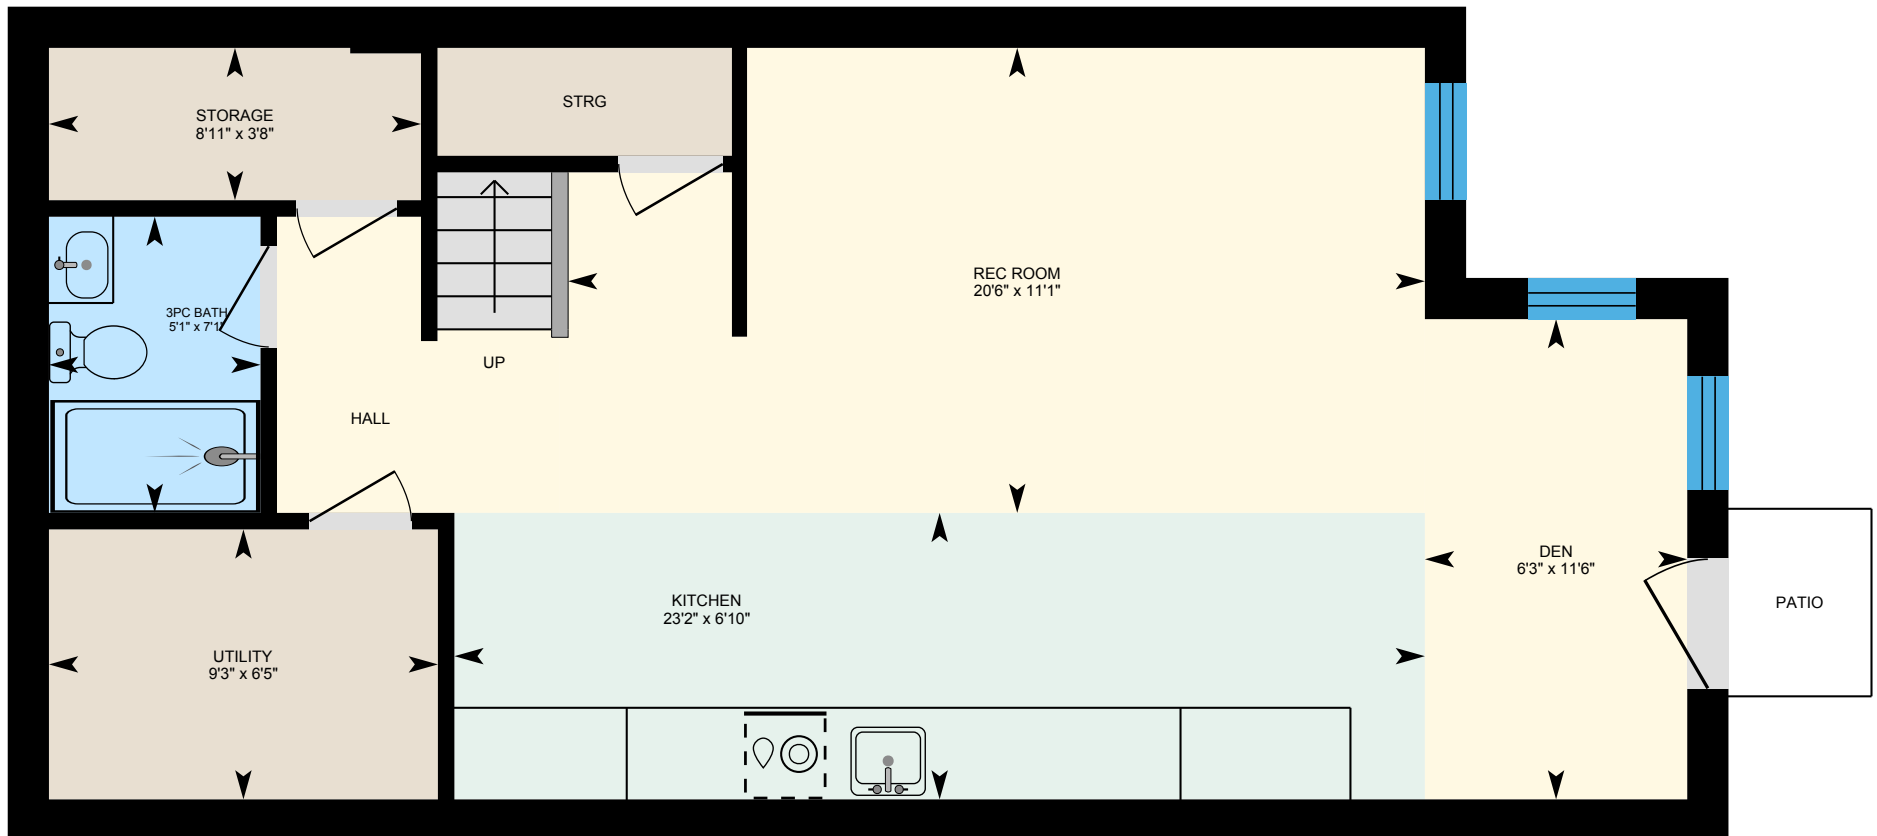 STORAGE
8'11" x 3'8"
STRG
REC ROOM
20'6" x 11'1"
3PC BATH
5'1" x 7'1"
UP
HALL
DEN
6'3" x 11'6"
KITCHEN
23'2" x 6'10"
PATIO
UTILITY
9'3" x 6'5"